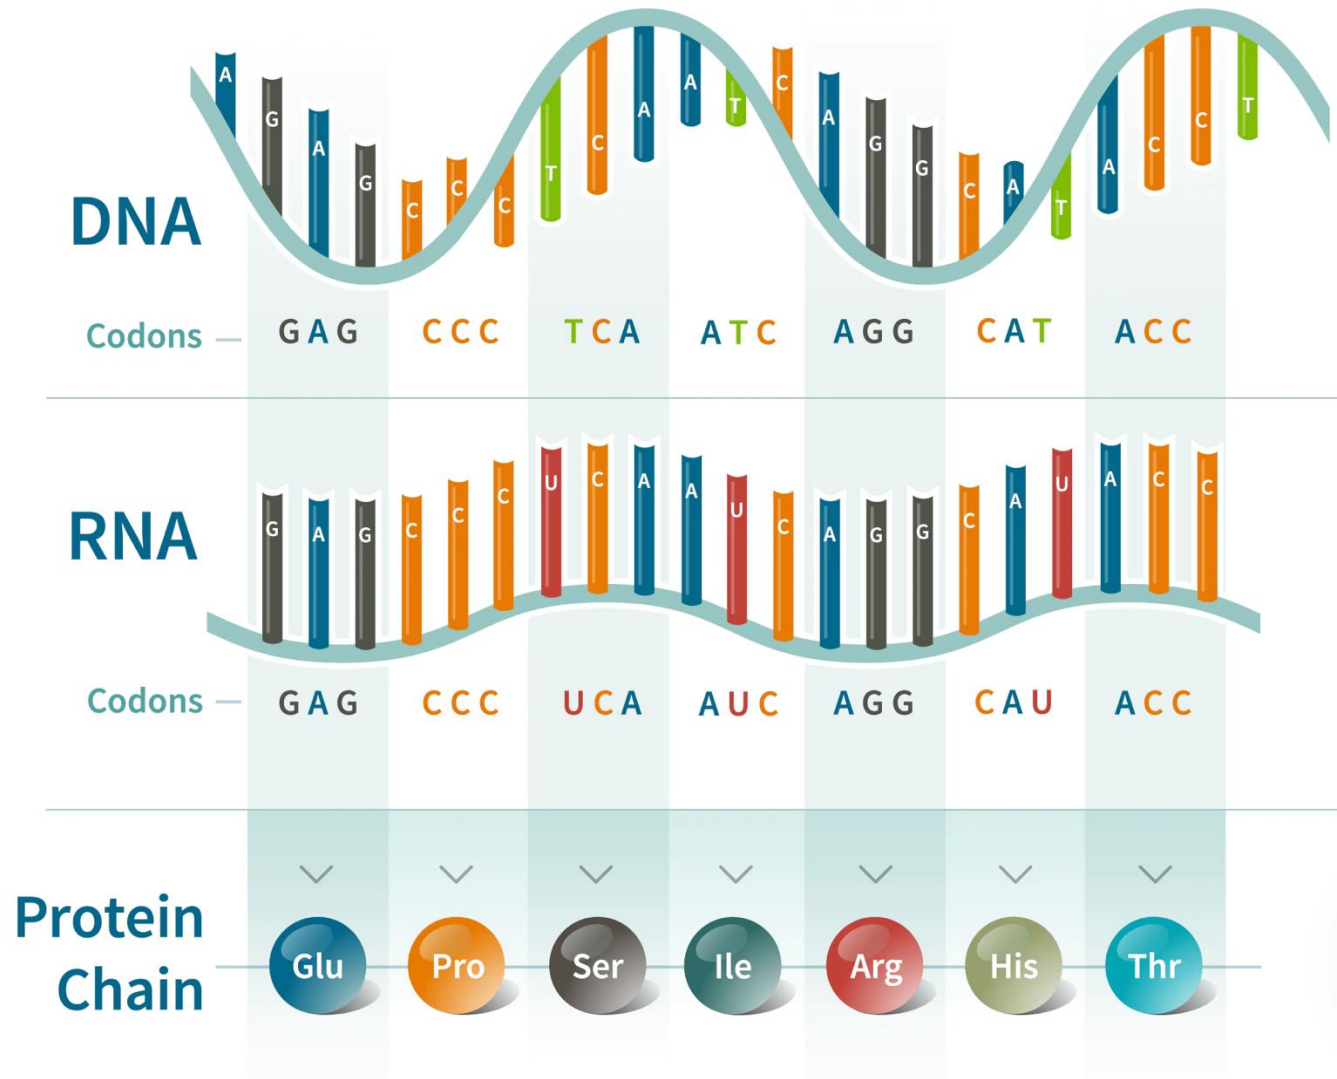 A G A G C C C T C A A T C A G G C A T A C C T
DNA
Codons
GAG CCC TCA ATC AGG CAT ACC
G A G C C C U C A A U C A G G C A U A C C
RNA
Codons
GAG CCC UCA AUC AGG CAU ACC
Protein
Chain
Glu Pro Ser Ile Arg His Thr